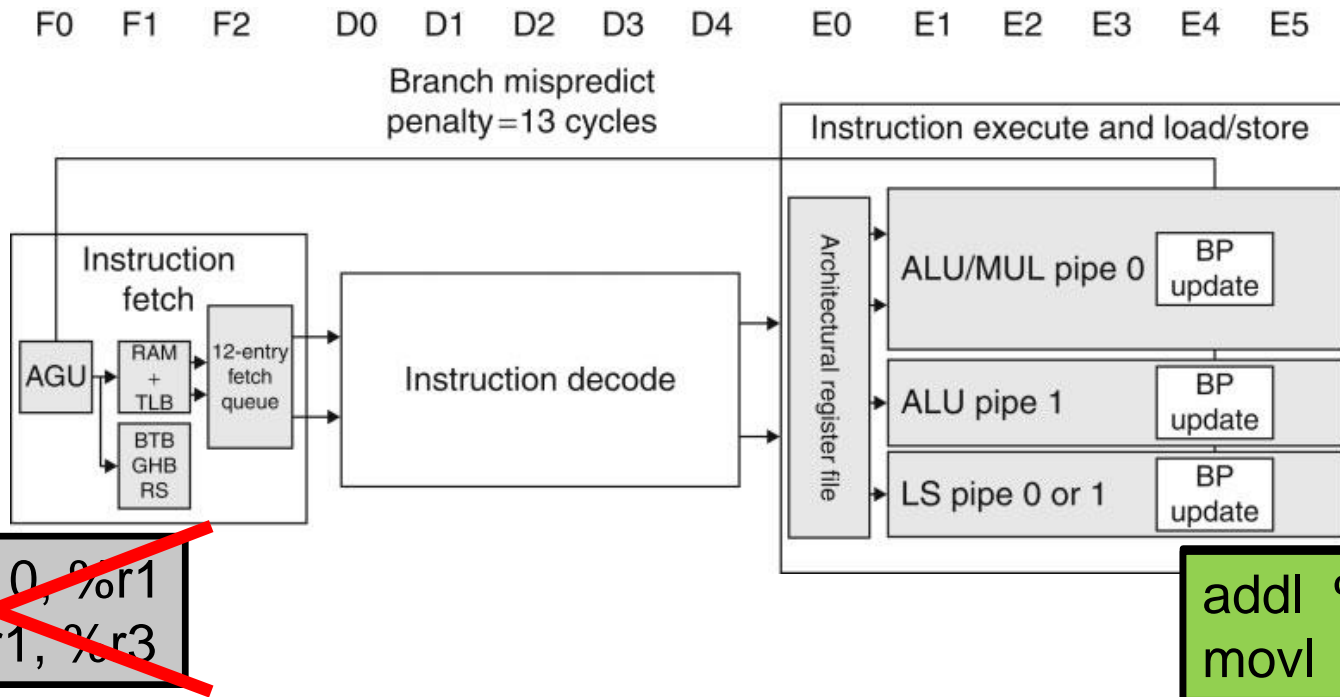 F0 F1 F2 D0 D1 D2 D3 D4 E0 E1 E2 E3 E4 E5
Branch mispredict
penalty=13 cycles
Instruction execute and load/store
Instruction
fetch
AGU
RAM
+
TLB
BTB
GHB
RS
12-entry
fetch
queue
Instruction decode
Architectural register file
ALU/MUL pipe 0
BP
update
ALU pipe 1
BP
update
LS pipe 0 or 1
BP
update
0, %r1
r1, %r3
addl %
movl